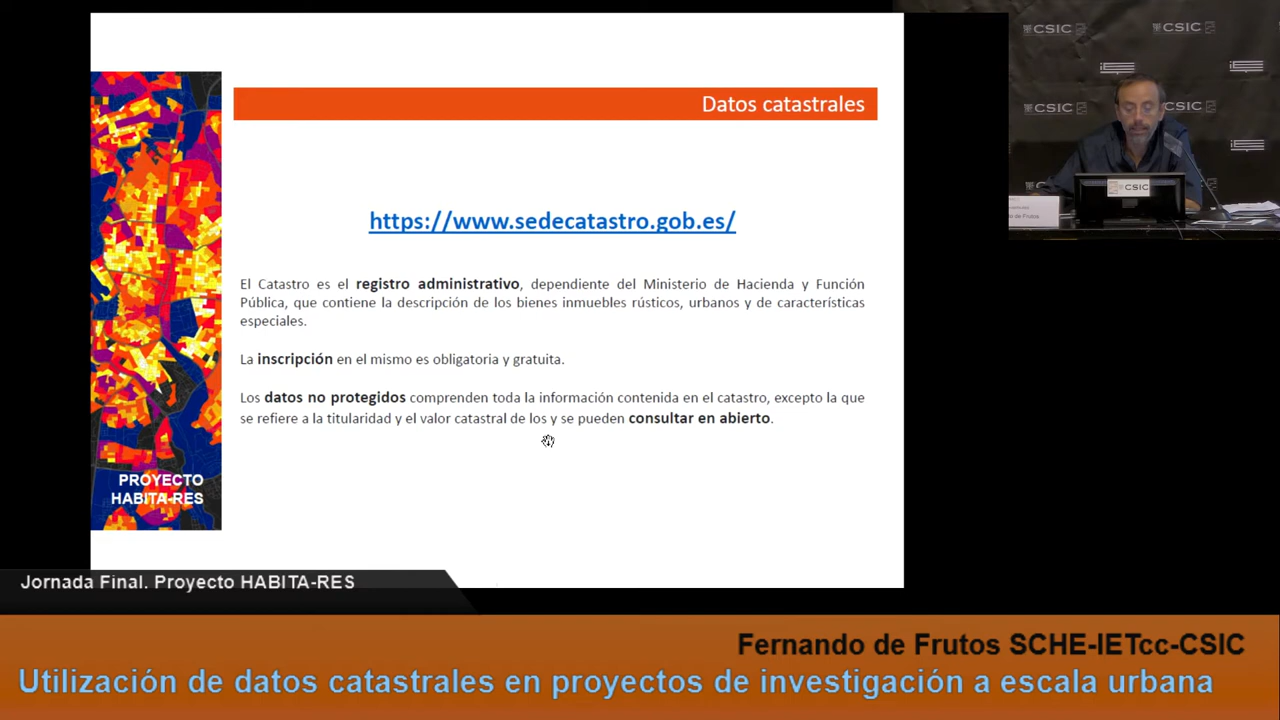 Datos catastrales
https://www.sedecatastro.gob.es/
El Catastro es el registro administrativo, dependiente del Ministerio de Hacienda y Función
Pública, que contiene la descripción de los bienes inmuebles rústicos, urbanos y de características
especiales.
La inscripción en el mismo es obligatoria y gratuita.
Los datos no protegidos comprenden toda la información contenida en el catastro, excepto la que
se refiere a la titularidad y el valor catastral de los y se pueden consultar en abierto.
PROYECTO
HABITA-RES
CSIC
CSIC
CSIC
CSIC
CSIC
de Frutos
Jornada Final. Proyecto HABITA-RES
Fernando de Frutos SCHE-IETcc-CSIC
Utilización de datos catastrales en proyectos de investigación a escala urbana